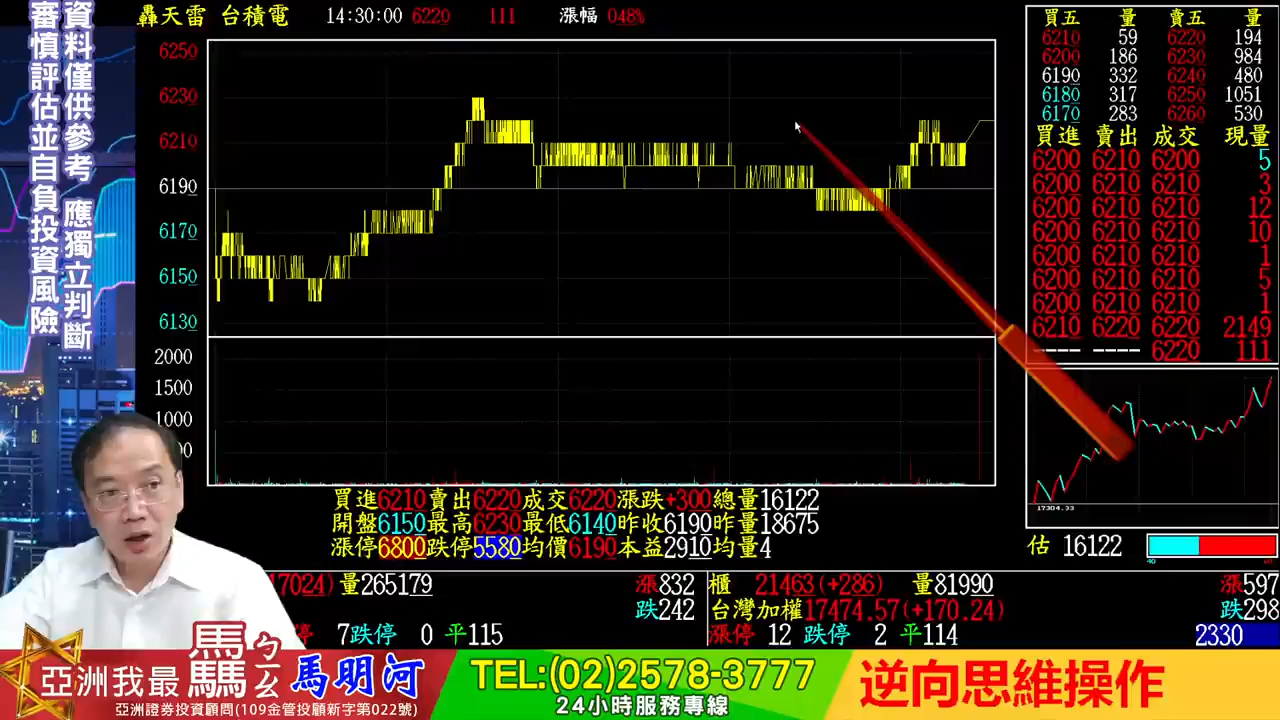 資料僅供參考 應獨立判斷
審慎評估並自負投資風險
轟天雷 台積電 14:30:00 6220 111 漲幅 048%
6250
6230
6210
6190
6170
6150
6130
2000
1500
1000
買五 量 賣五 量
6210 59 6220 194
6200 186 6230 984
6190 332 6240 480
6180 317 6250 1051
6170 283 6260 530
買進 賣出 成交 現量
6200 6210 6200 5
6200 6210 6210 3
6200 6210 6210 12
6200 6210 6210 10
6200 6210 6210 1
6200 6210 6210 5
6200 6210 6210 1
6210 6220 6220 2149
---- ---- 6220 111
17304.33
買進6210賣出6220成交6220漲跌+300總量16122
開盤6150最高6230最低6140昨收6190昨量18675
漲停6800跌停5580均價6190本益2910均量4
估 16122
17024) 量265179 漲832
跌242
停 7跌停 0 平115
櫃 21463(+286) 量81990 漲597
台灣加權17474.57(+170.24) 跌298
漲停 12 跌停 2 平114 2330
亞洲我最驫ㄅㄧㄠ馬明河
亞洲證券投資顧問(109金管投顧新字第022號)
TEL:(02)2578-3777
24小時服務專線
逆向思維操作